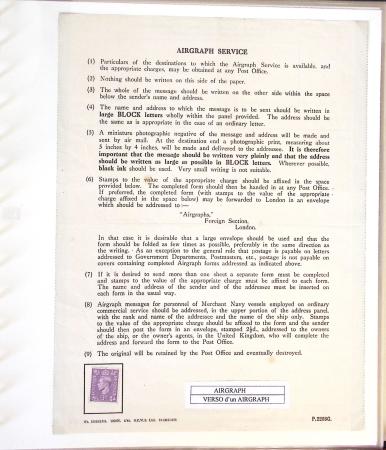 AIRGRAPH SERVICE
(1) Particulars of the destinations to which the Airgraph Service is available, and
the appropriate charges, may be obtained at any Post Office.
(2) Nothing should be written on this side of the paper.
(3) The whole of the message should be written on the other side within the space
below the sender's name and address.
(4) The name and address to which the message is to be sent should be written in
large BLOCK letters wholly within the panel provided. The address should be
the same as is appropriate in the case of an ordinary letter.
(5) A miniature photographic negative of the message and address will be made and
sent by air mail. At the destination end a photographic print, measuring about
5 inches by 4 inches, will be made and delivered to the addressee. It is therefore
important that the message should be written very plainly and that the address
should be written as large as possible in BLOCK letters. Wherever possible,
black ink should be used. Very small writing is not suitable.
(6) Stamps to the value of the appropriate charge should be affixed in the space
provided below. The completed form should then be handed in at any Post Office.
If preferred, the completed form (with stamps to the value of the appropriate
charge affixed in the space below) may be forwarded to London in an envelope
which should be addressed to :—
"Airgraphs,"
Foreign Section,
London.
In that case it is desirable that a large envelope should be used and that the
form should be folded as few times as possible, preferably in the same direction as
the writing. As an exception to the general rule that postage is payable on letters
addressed to Government Departments, Postmasters, etc., postage is not payable on
covers containing completed Airgraph forms addressed as indicated above.
(7) If it is desired to send more than one sheet a separate form must be completed
and stamps to the value of the appropriate charge must be affixed to each form.
The name and address of the sender and of the addressee must be inserted on
each form in the usual way.
(8) Airgraph messages for personnel of Merchant Navy vessels employed on ordinary
commercial service should be addressed, in the upper portion of the address panel,
with the rank and name of the addressee and the name of the ship only. Stamps
to the value of the appropriate charge should be affixed to the form and the sender
should then post the form in an envelope, stamped 2½d., addressed to the owners
of the ship, or the owner's agents, in the United Kingdom, who will complete the
address and forward the form to the Post Office.
(9) The original will be retained by the Post Office and eventually destroyed.
AIRGRAPH
VERSO d'un AIRGRAPH